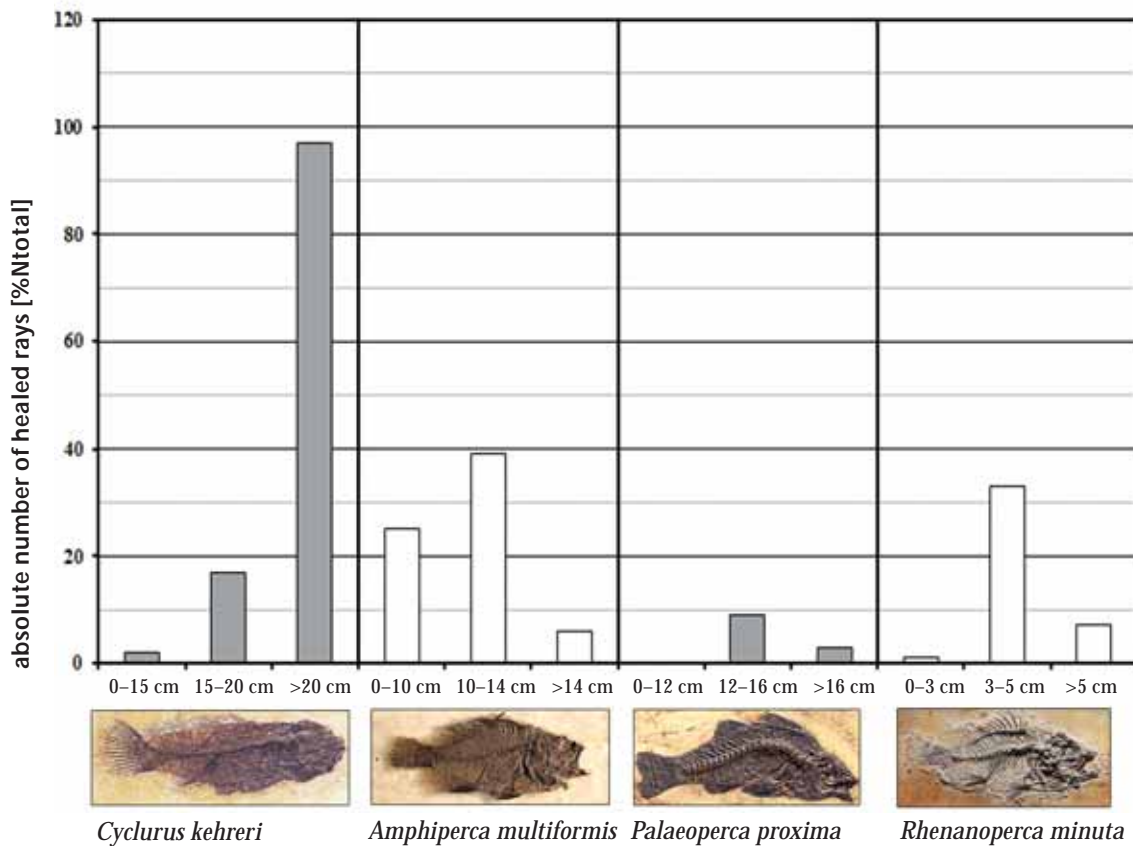 120
100
80
60
40
20
0
absolute number of healed rays [%Ntotal]
0–15 cm 15–20 cm >20 cm 0–10 cm 10–14 cm >14 cm 0–12 cm 12–16 cm >16 cm 0–3 cm 3–5 cm >5 cm
Cyclurus kehreri Amphiperca multiformis Palaeoperca proxima Rhenanoperca minuta